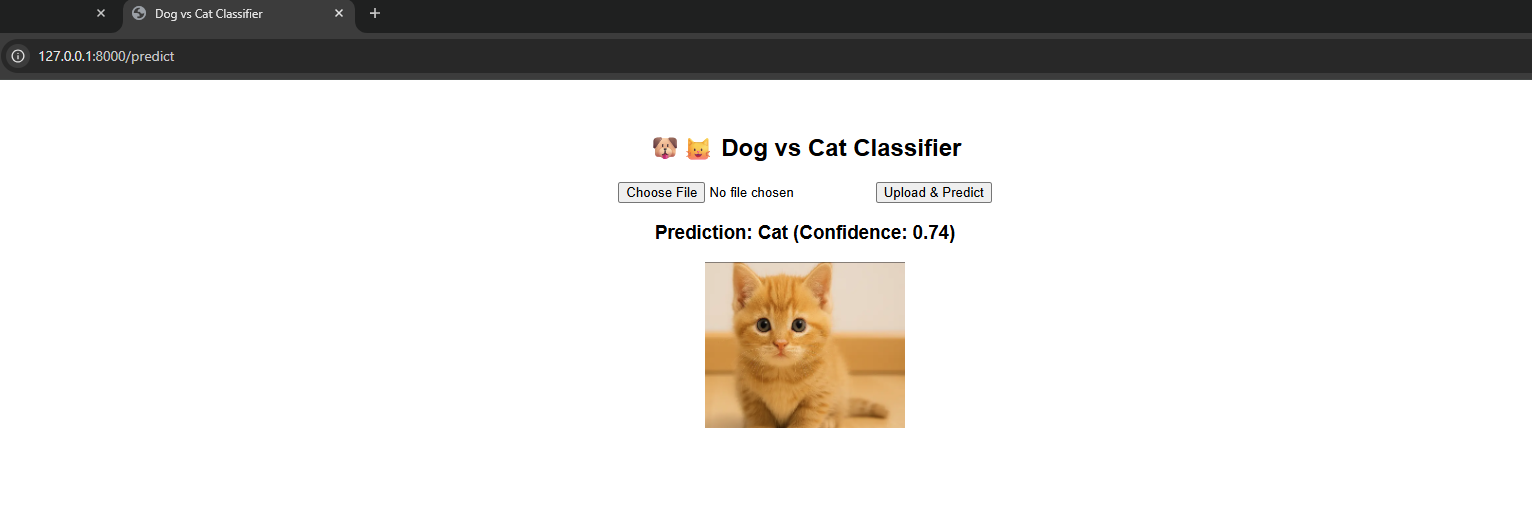 Dog vs Cat Classifier
127.0.0.1:8000/predict
🐶 😺 Dog vs Cat Classifier
Choose File No file chosen Upload & Predict
Prediction: Cat (Confidence: 0.74)